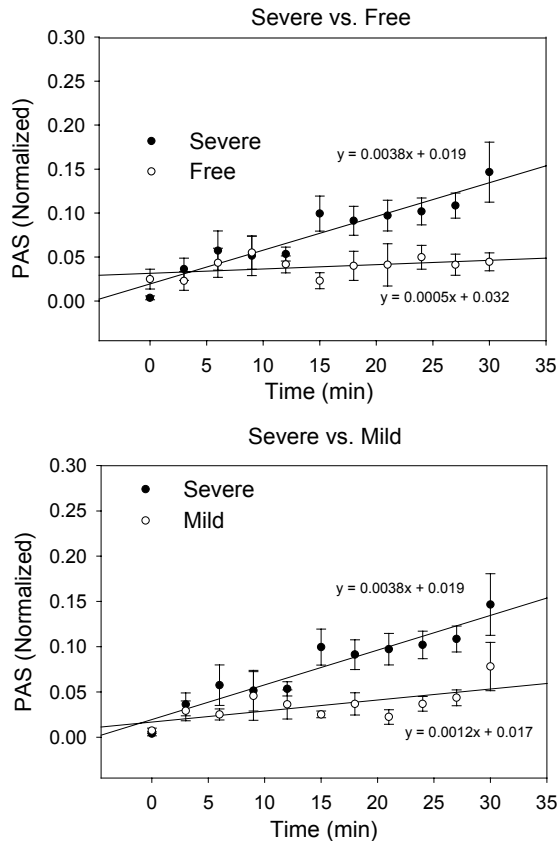 Severe vs. Free
0.30
0.25
0.20
0.15
0.10
0.05
0.00
PAS (Normalized)
Severe
Free
y = 0.0038x + 0.019
y = 0.0005x + 0.032
0 5 10 15 20 25 30 35
Time (min)
Severe vs. Mild
0.30
0.25
0.20
0.15
0.10
0.05
0.00
PAS (Normalized)
Severe
Mild
y = 0.0038x + 0.019
y = 0.0012x + 0.017
0 5 10 15 20 25 30 35
Time (min)